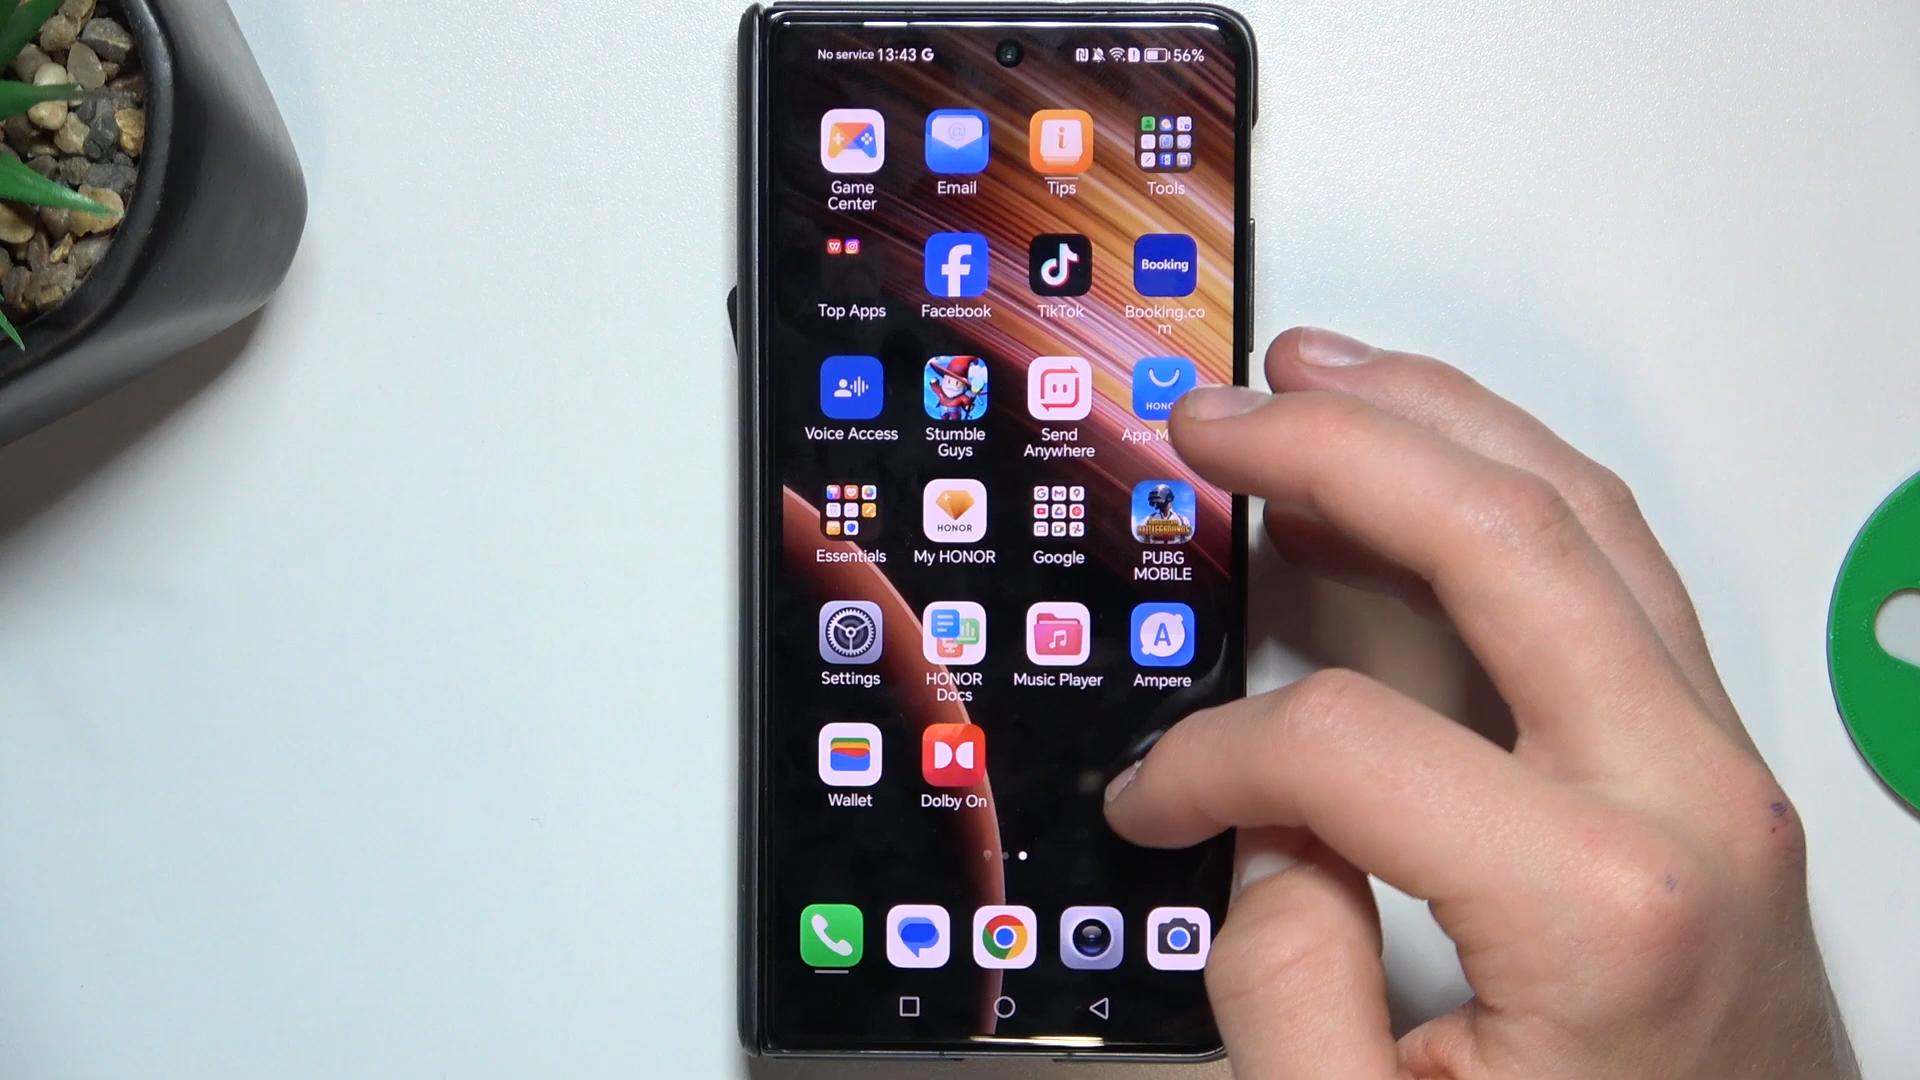 No service 13:43 G 56%
Game Center
Email
Tips
Tools
Top Apps
Facebook
TikTok
Booking
Booking.co
m
Voice Access
Stumble
Guys
Send
Anywhere
HONO
App M
Essentials
HONOR
My HONOR
Google
PUBG
MOBILE
Settings
HONOR
Docs
Music Player
A
Ampere
Wallet
Dolby On